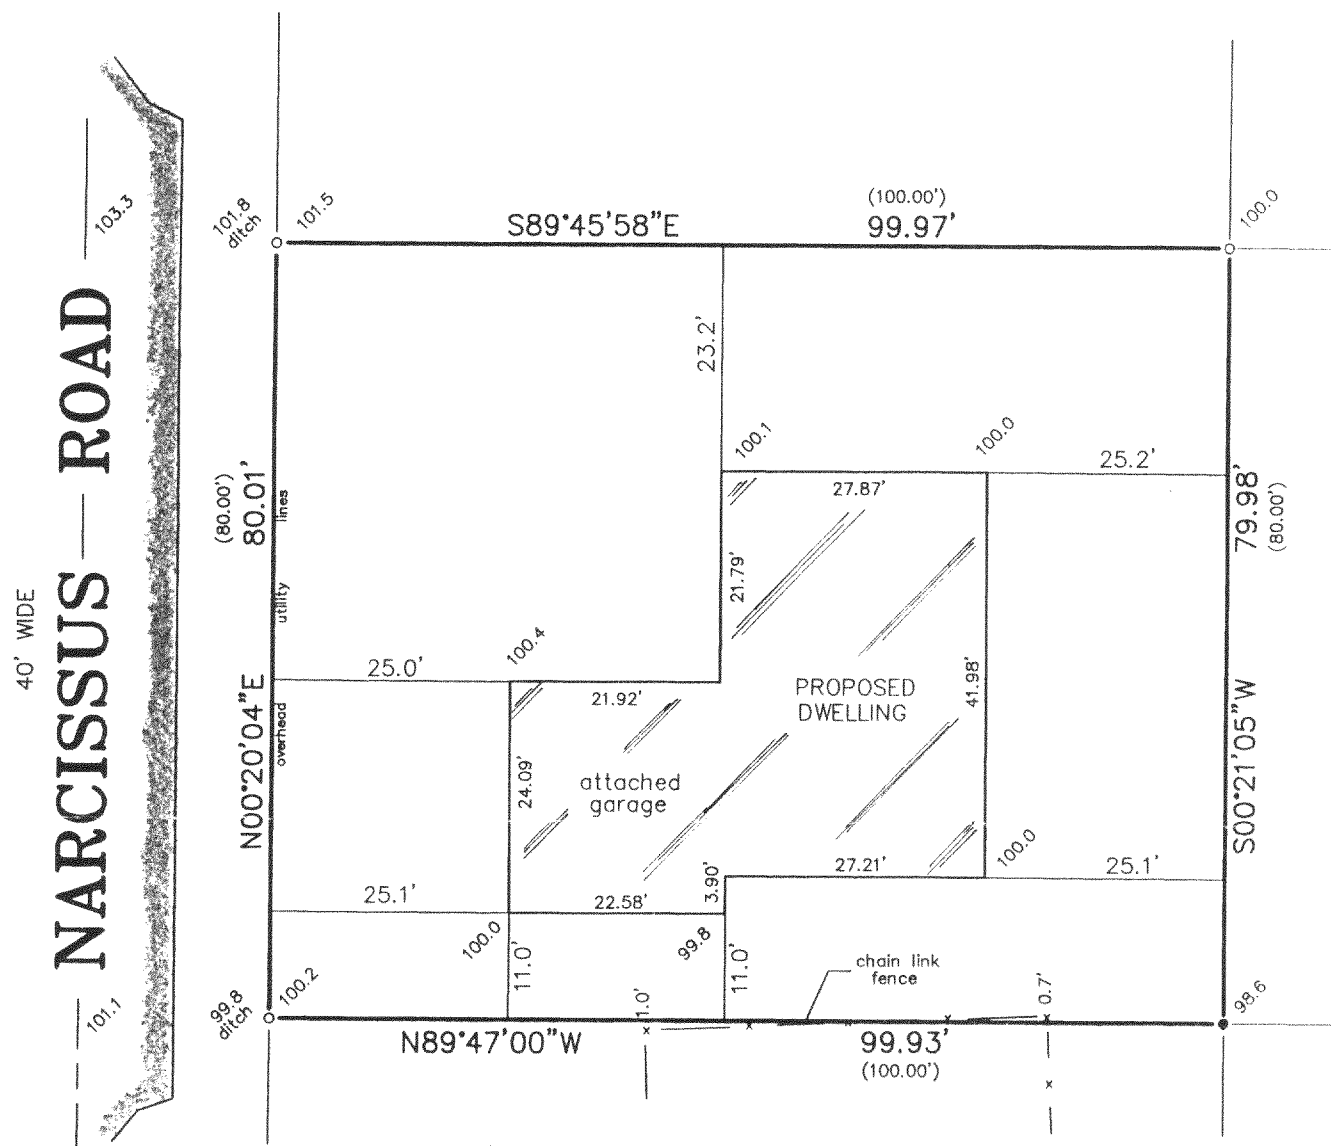 40' WIDE
NARCISSUS ROAD
103.3
101.1
101.8
ditch
101.5
S89°45'58"E
(100.00')
99.97'
100.0
23.2'
100.1
100.0
25.2'
27.87'
(80.00')
80.01'
N00°20'04"E
overhead utility lines
21.79'
79.98'
(80.00')
S00°21'05"W
25.0'
100.4
21.92'
PROPOSED
DWELLING
41.98'
24.09'
attached
garage
27.21'
100.0
3.90'
25.1'
25.1'
22.58'
100.0
99.8
11.0'
11.0'
chain link
fence
1.0'
0.7'
99.8
ditch
100.2
98.6
N89°47'00"W
99.93'
(100.00')